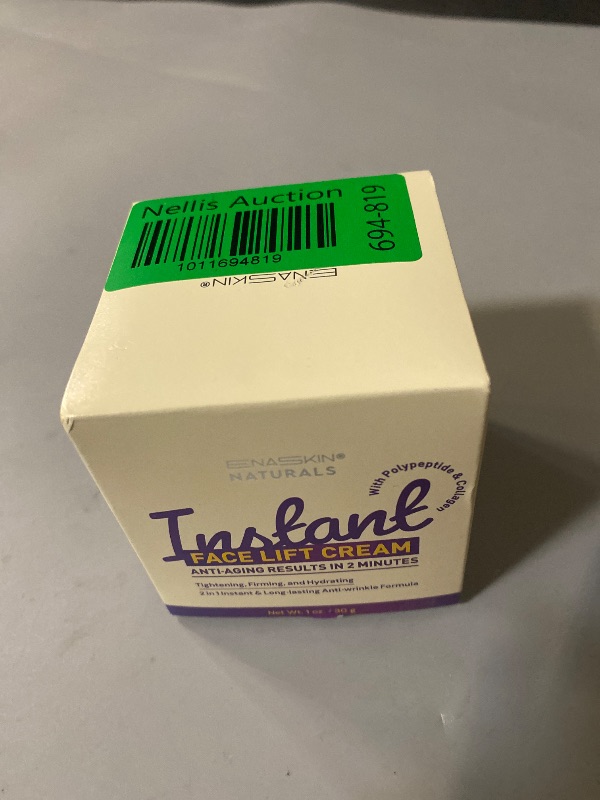 Nellis Auction
1011694819
694-819
ENASKIN®
ENASKIN®
NATURALS
With Polypeptide & Collagen
Instant
FACE LIFT CREAM
ANTI-AGING RESULTS IN 2 MINUTES
Tightening, Firming, and Hydrating
2 in 1 Instant & Long-lasting Anti-wrinkle Formula
Net Wt. 1 oz. / 30 g